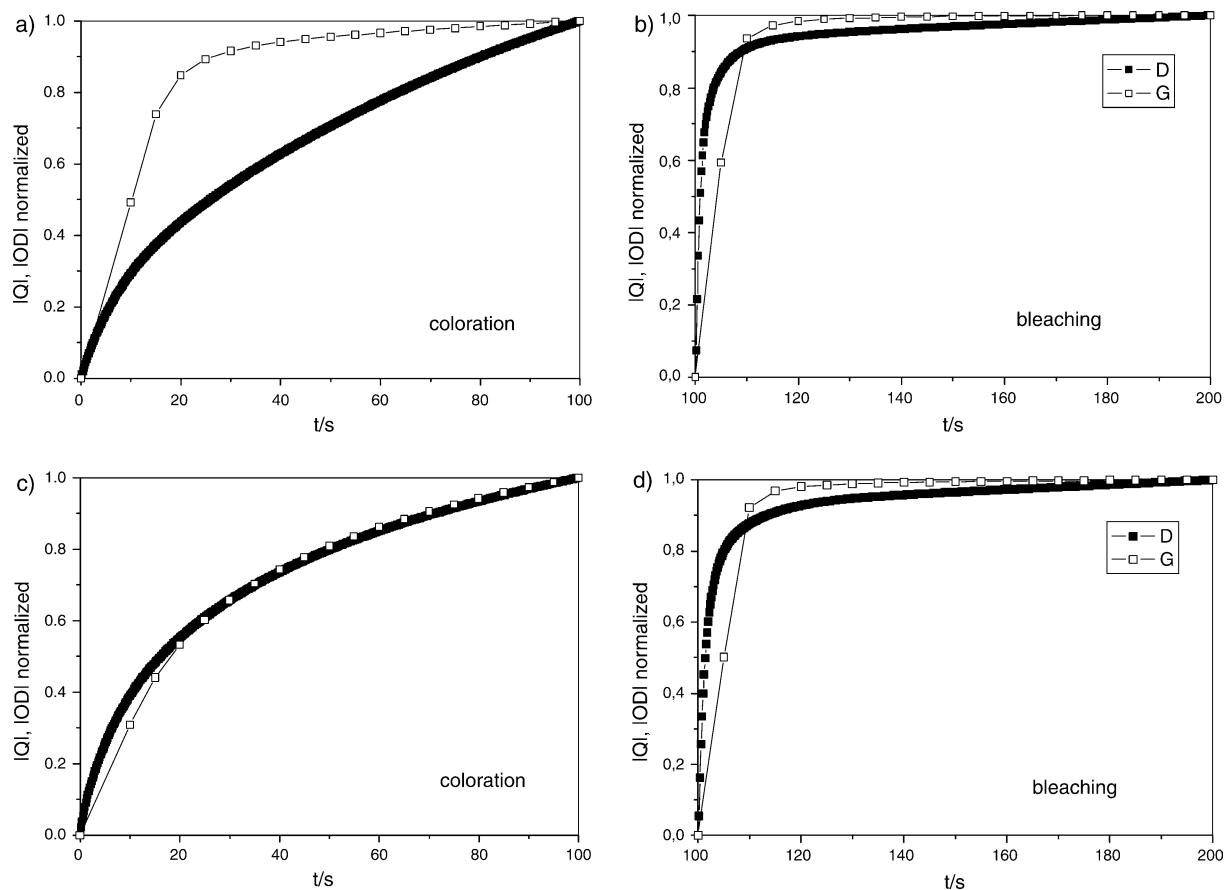 a)
1.0
0.8
0.6
0.4
0.2
0.0
|Q|, |OD| normalized
coloration
0
20
40
60
80
100
t/s
b)
1,0
0,8
0,6
0,4
0,2
0,0
|Q|, |OD| normalized
D
G
bleaching
100
120
140
160
180
200
t/s
c)
1.0
0.8
0.6
0.4
0.2
0.0
|Q|, |OD| normalized
coloration
0
20
40
60
80
100
t/s
d)
1,0
0,8
0,6
0,4
0,2
0,0
|Q|, |OD| normalized
D
G
bleaching
100
120
140
160
180
200
t/s